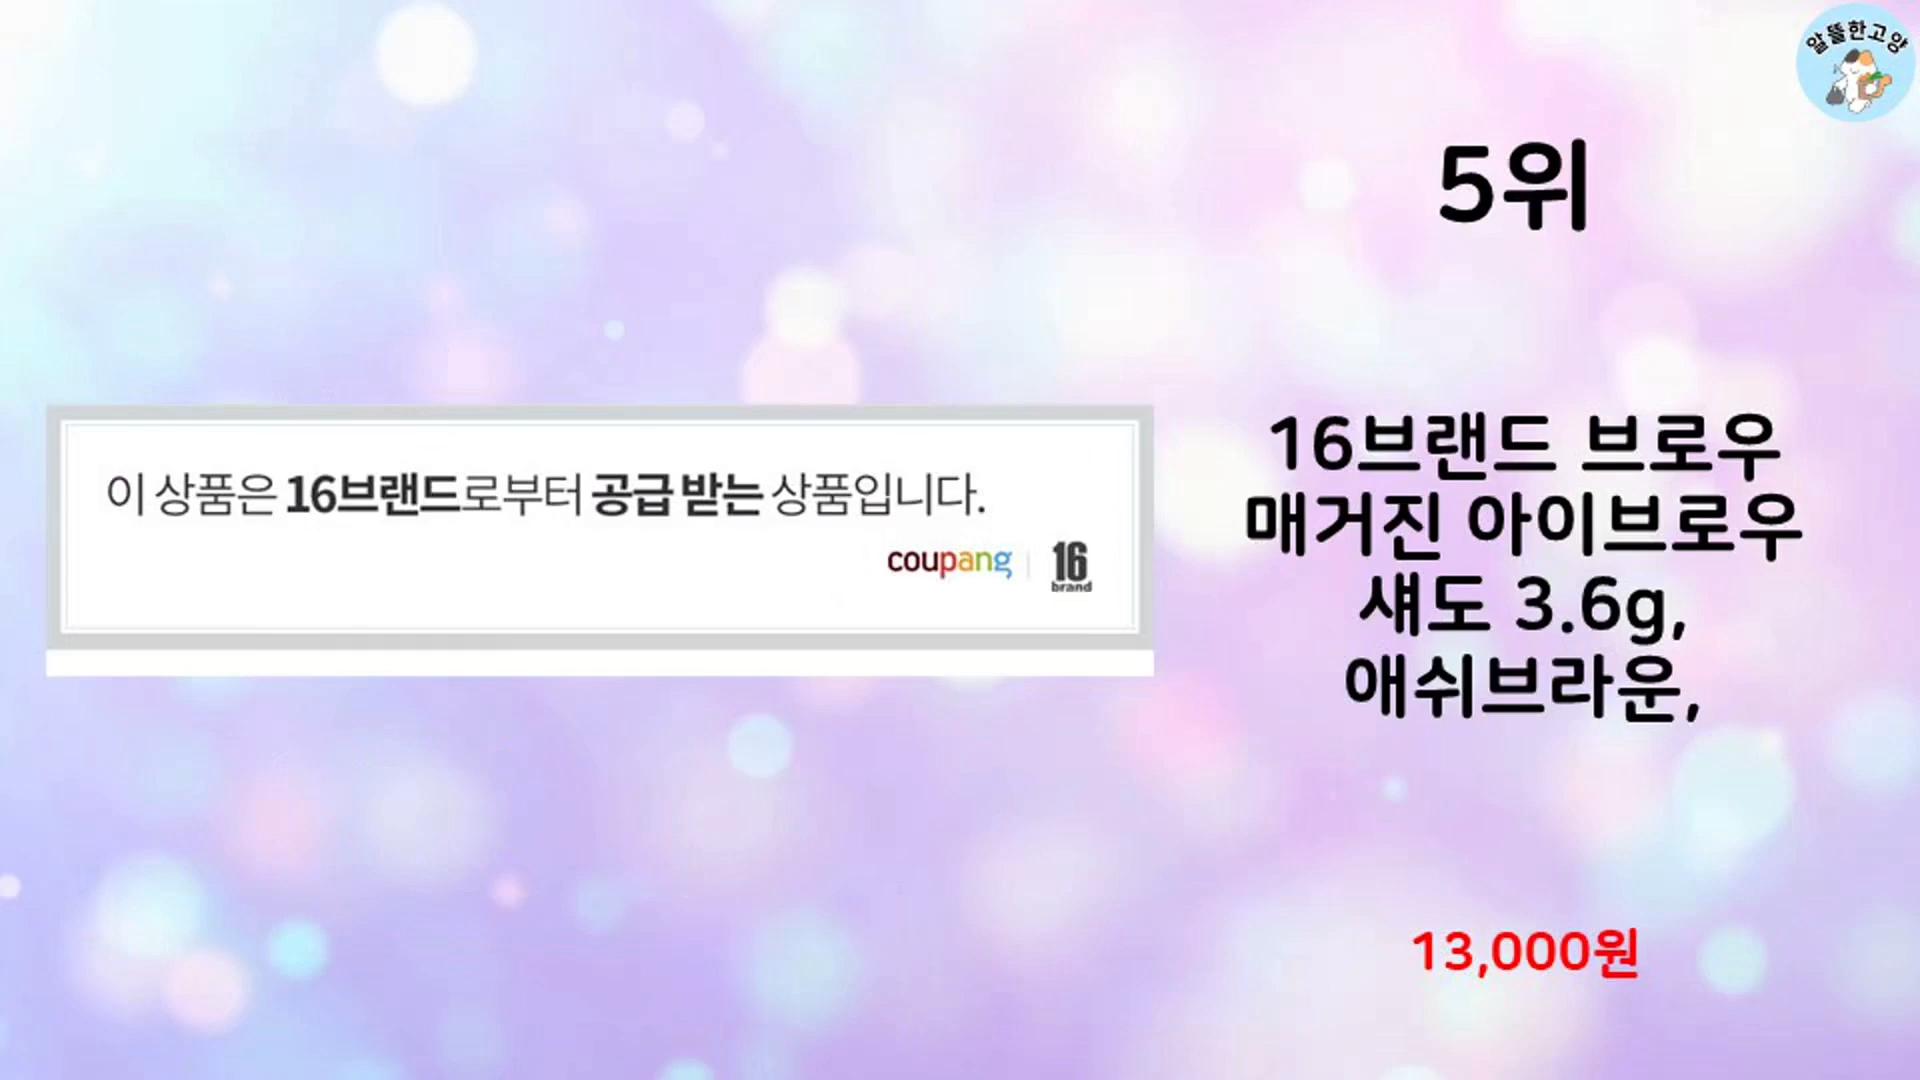 알뜰한고양
5위
이 상품은 16브랜드로부터 공급 받는 상품입니다.
coupang | 16 brand
16브랜드 브로우
매거진 아이브로우
섀도 3.6g,
애쉬브라운,
13,000원